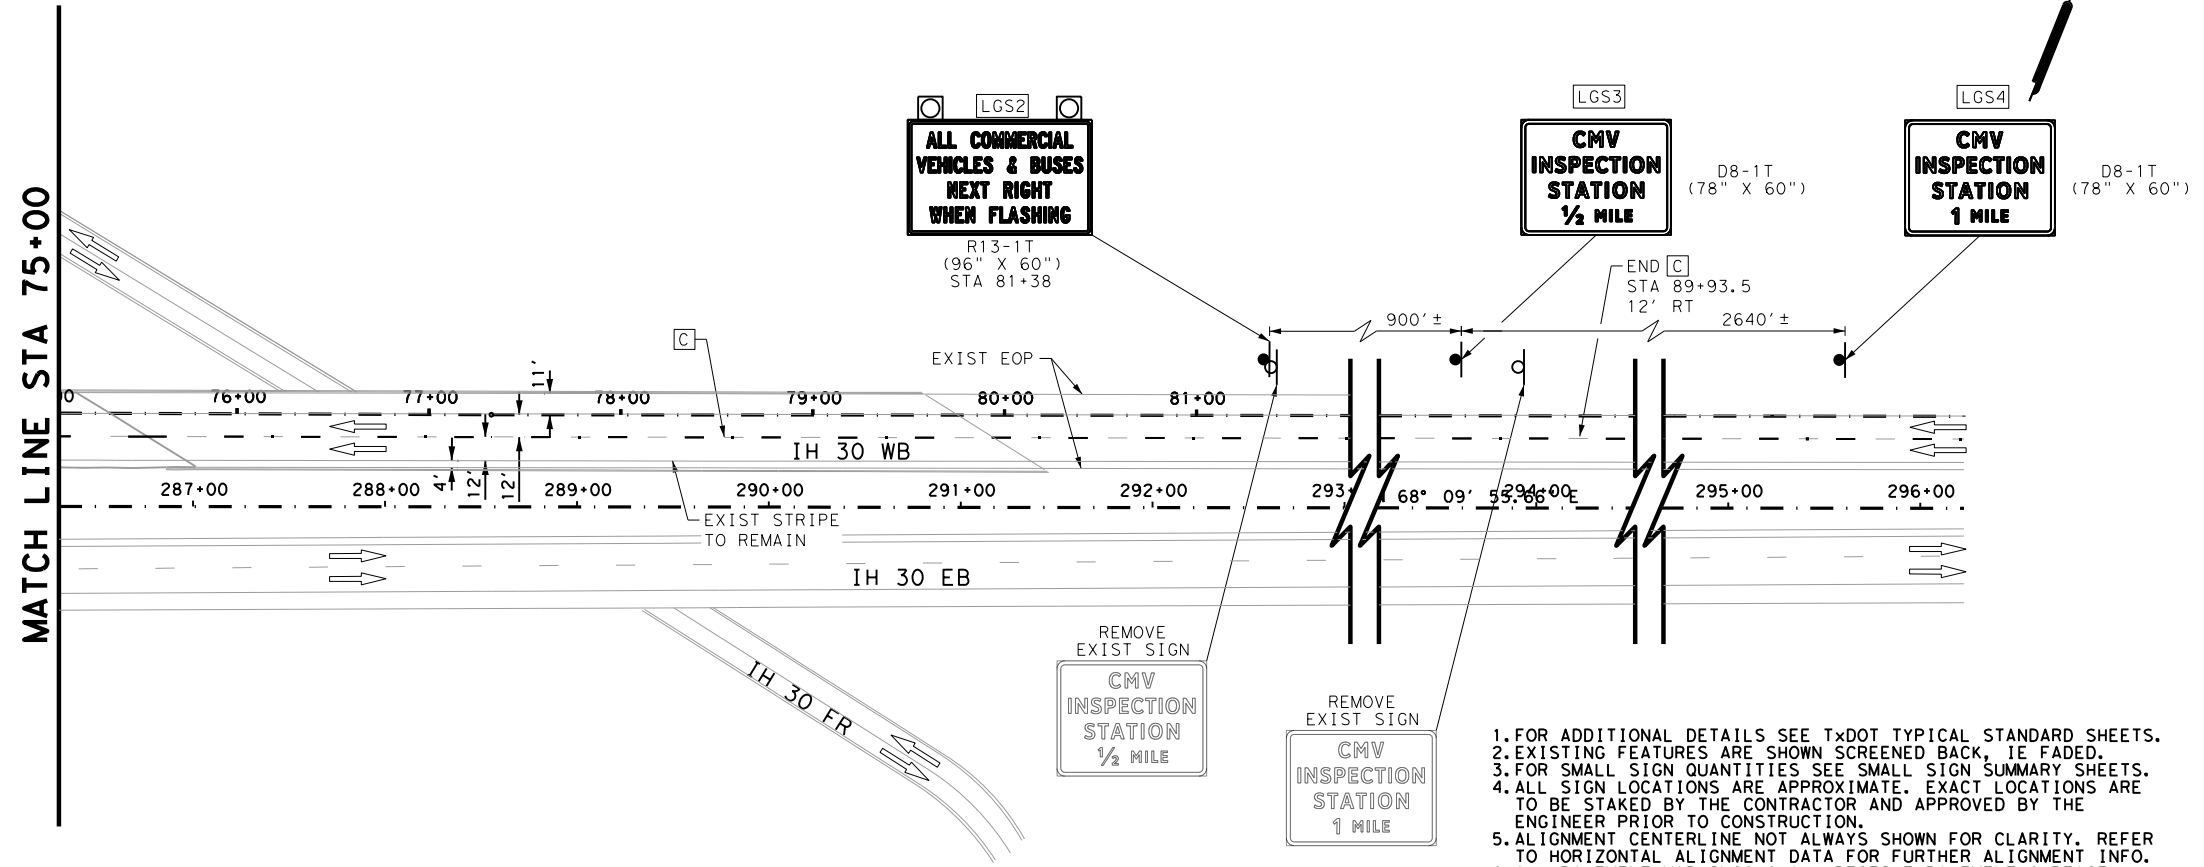 MATCH LINE STA 75+00
LGS2
ALL COMMERCIAL
VEHICLES & BUSES
NEXT RIGHT
WHEN FLASHING
R13-1T
(96" X 60")
STA 81+38
LGS3
CMV
INSPECTION
STATION
½ MILE
D8-1T
(78" X 60")
LGS4
CMV
INSPECTION
STATION
1 MILE
D8-1T
(78" X 60")
END C
STA 89+93.5
12' RT
900'±
2640'±
C
EXIST EOP
11'
00 76+00 77+00 78+00 79+00 80+00 81+00
IH 30 WB
4'
12'
12'
287+00 288+00 289+00 290+00 291+00 292+00 293+ 68° 09' 55.66" E 294+00 295+00 296+00
EXIST STRIPE
TO REMAIN
IH 30 EB
IH 30 FR
REMOVE
EXIST SIGN
CMV
INSPECTION
STATION
½ MILE
REMOVE
EXIST SIGN
CMV
INSPECTION
STATION
1 MILE
1. FOR ADDITIONAL DETAILS SEE TxDOT TYPICAL STANDARD SHEETS.
2. EXISTING FEATURES ARE SHOWN SCREENED BACK, IE FADED.
3. FOR SMALL SIGN QUANTITIES SEE SMALL SIGN SUMMARY SHEETS.
4. ALL SIGN LOCATIONS ARE APPROXIMATE. EXACT LOCATIONS ARE
TO BE STAKED BY THE CONTRACTOR AND APPROVED BY THE
ENGINEER PRIOR TO CONSTRUCTION.
5. ALIGNMENT CENTERLINE NOT ALWAYS SHOWN FOR CLARITY. REFER
TO HORIZONTAL ALIGNMENT DATA FOR FURTHER ALIGNMENT INFO.